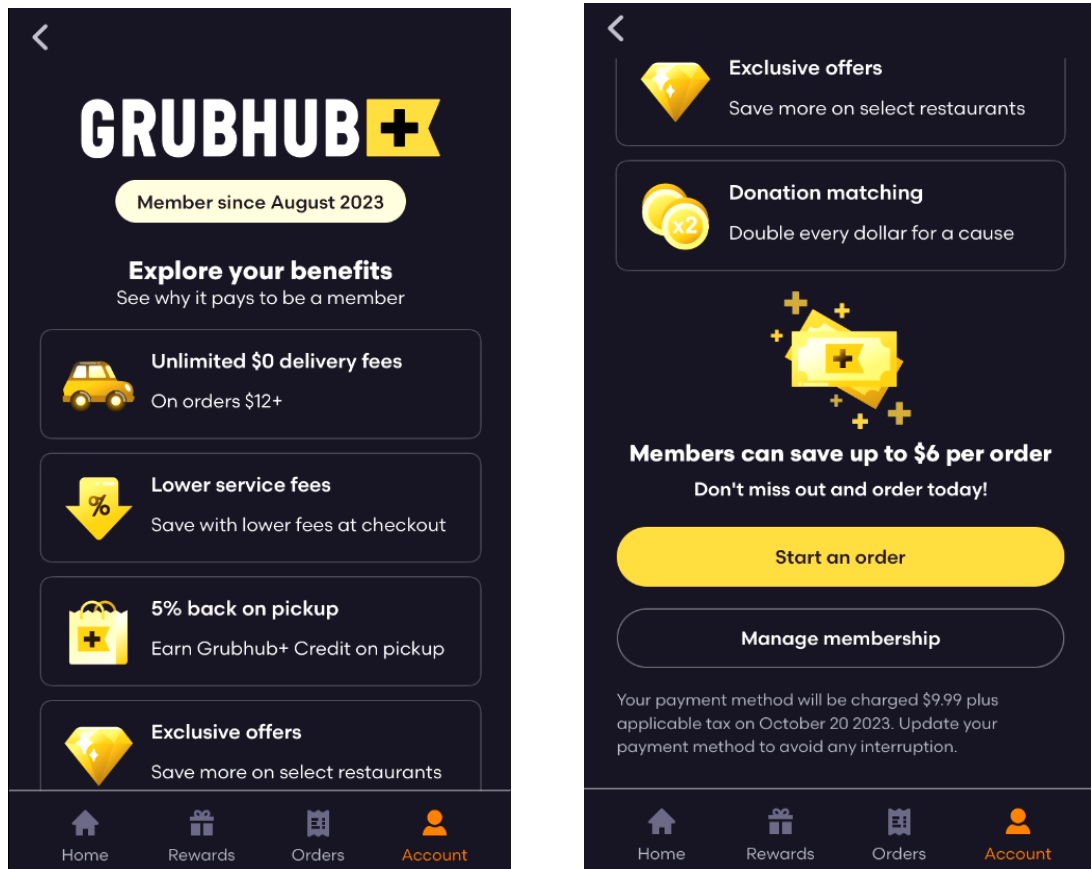 GRUBHUB+
Member since August 2023
Explore your benefits
See why it pays to be a member
Unlimited $0 delivery fees
On orders $12+
%
Lower service fees
Save with lower fees at checkout
5% back on pickup
Earn Grubhub+ Credit on pickup
Exclusive offers
Save more on select restaurants
Home Rewards Orders Account
Exclusive offers
Save more on select restaurants
x2
Donation matching
Double every dollar for a cause
Members can save up to $6 per order
Don't miss out and order today!
Start an order
Manage membership
Your payment method will be charged $9.99 plus
applicable tax on October 20 2023. Update your
payment method to avoid any interruption.
Home Rewards Orders Account